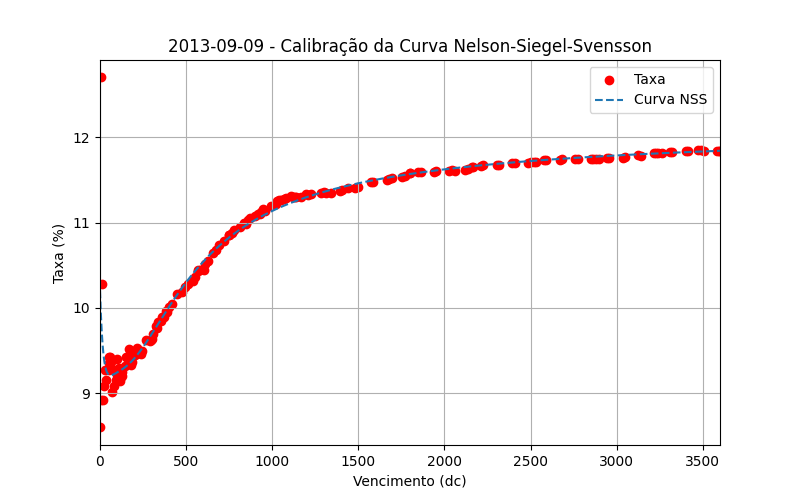 2013-09-09 - Calibração da Curva Nelson-Siegel-Svensson
Taxa
Curva NSS
Taxa (%)
12
11
10
9
0 500 1000 1500 2000 2500 3000 3500
Vencimento (dc)